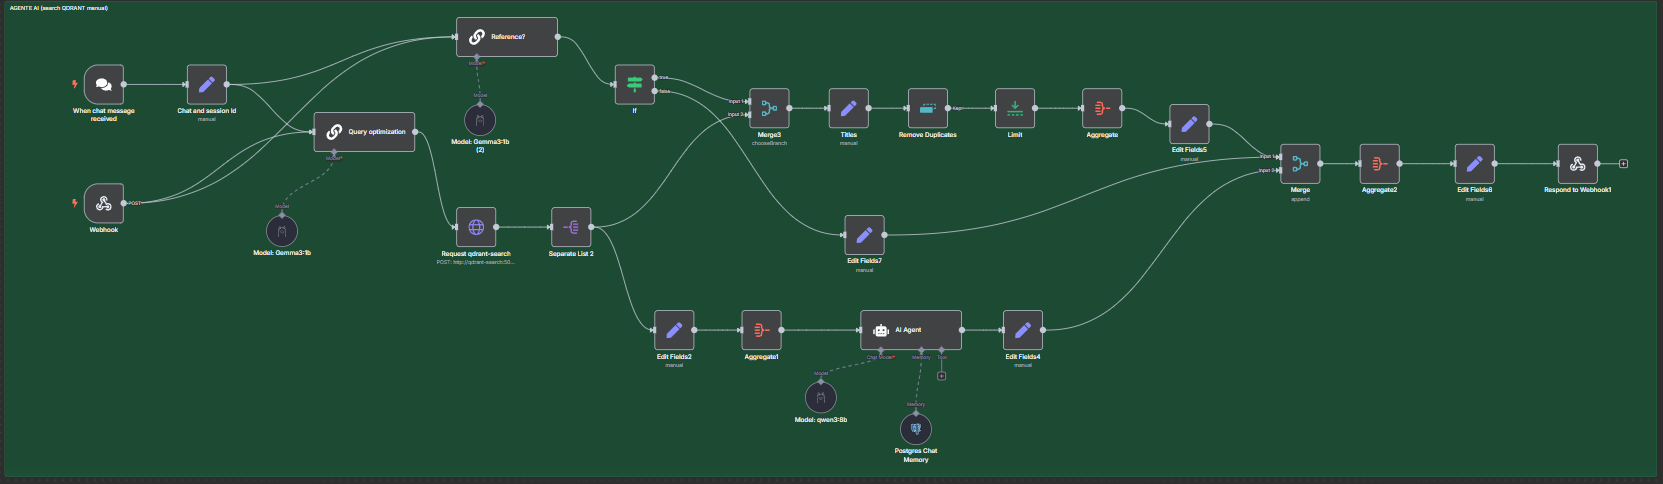 AGENTE AI (search QDRANT manual)
Reference?
Model*
Model
Model: Gemma3:1b
(2)
When chat message
received
Chat and session id
manual
Query optimization
Model*
Model
Model: Gemma3:1b
POST
Webhook
If
true
false
Request qdrant-search
POST: http://qdrant-search:50...
Separate List 2
Input 1
Input 2
Merge3
chooseBranch
Titles
manual
Remove Duplicates
Kept
Limit
Aggregate
Edit Fields5
manual
Edit Fields7
manual
Input 1
Input 2
Merge
append
Aggregate2
Edit Fields6
manual
Respond to Webhook1
Edit Fields2
manual
Aggregate1
AI Agent
Chat Model*
Memory
Tool
Model
Model: qwen3:8b
Memory
Postgres Chat
Memory
Edit Fields4
manual